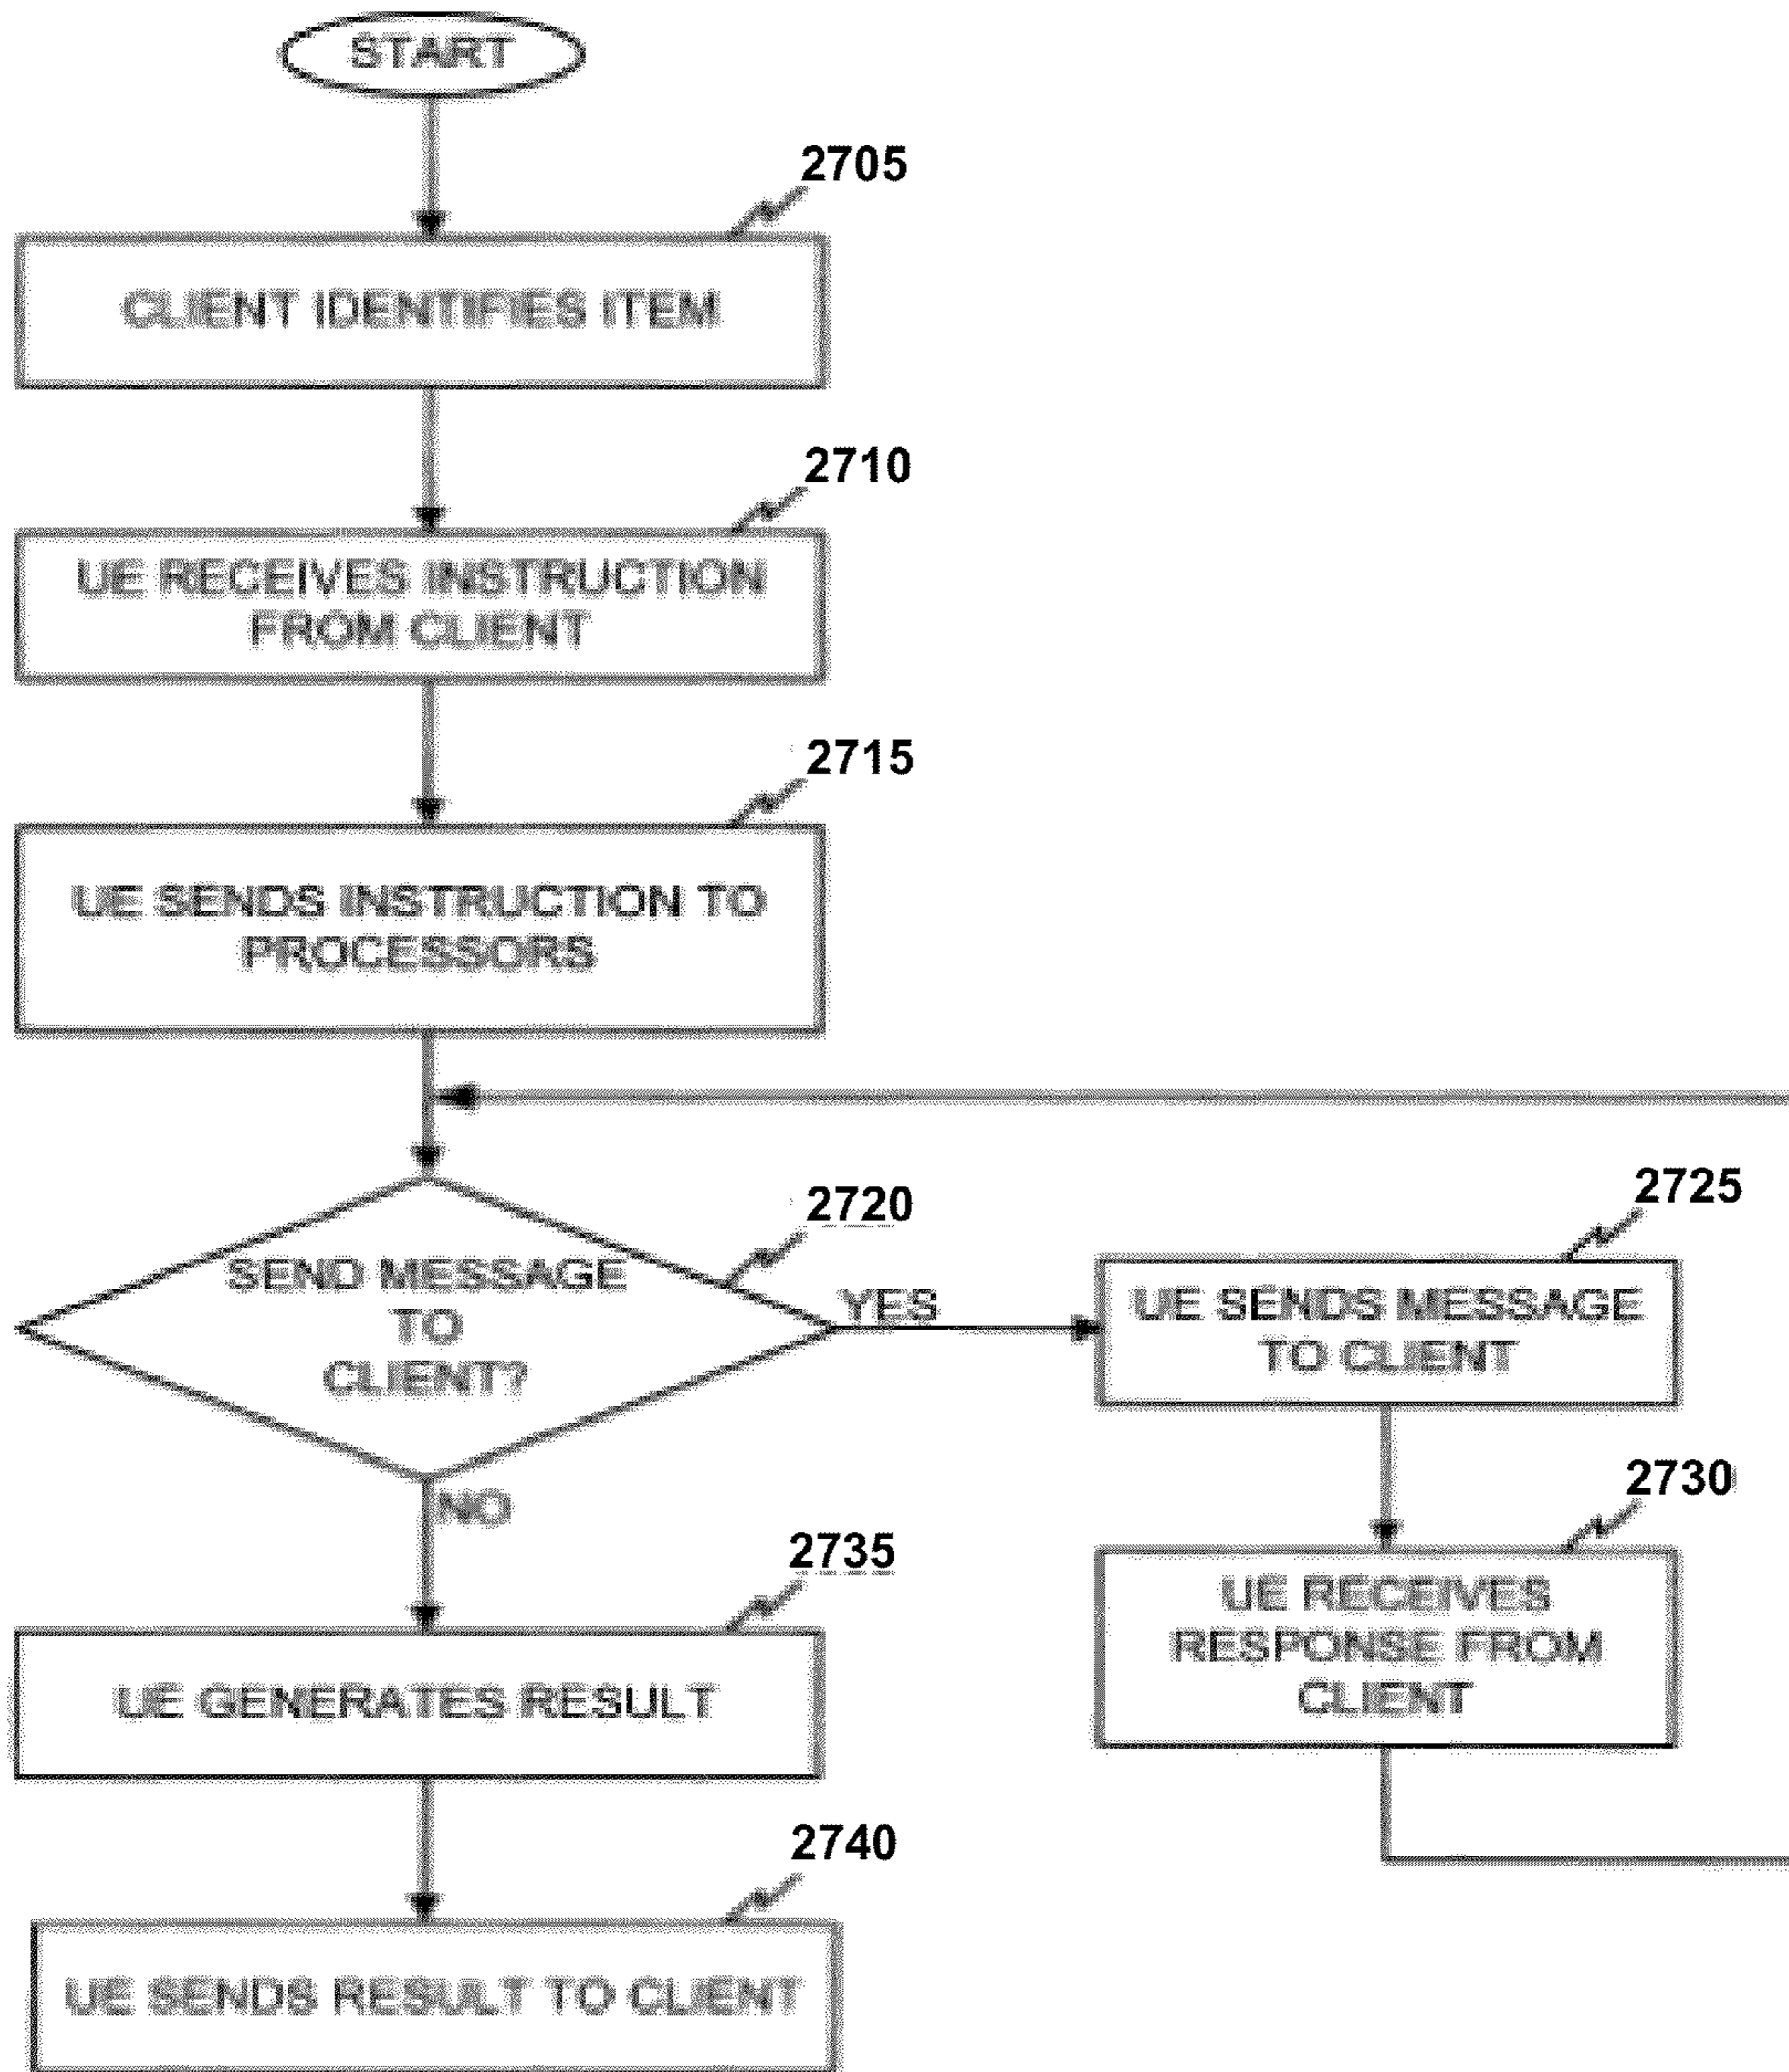 START
2705
CLIENT IDENTIFIES ITEM
2710
UE RECEIVES INSTRUCTION
FROM CLIENT
2715
UE SENDS INSTRUCTION TO
PROCESSORS
2720
SEND MESSAGE
TO
CLIENT?
YES
2725
UE SENDS MESSAGE
TO CLIENT
2730
UE RECEIVES
RESPONSE FROM
CLIENT
NO
2735
UE GENERATES RESULT
2740
UE SENDS RESULT TO CLIENT